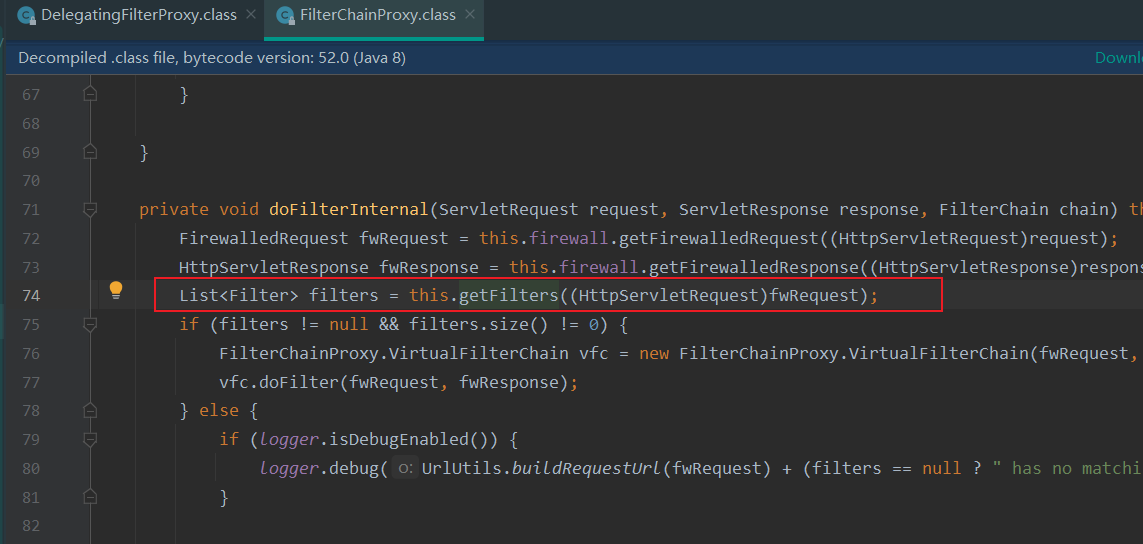 DelegatingFilterProxy.class × FilterChainProxy.class ×
Decompiled .class file, bytecode version: 52.0 (Java 8) Downl
67 }
68
69 }
70
71 private void doFilterInternal(ServletRequest request, ServletResponse response, FilterChain chain) th
72 FirewalledRequest fwRequest = this.firewall.getFirewalledRequest((HttpServletRequest)request);
73 HttpServletResponse fwResponse = this.firewall.getFirewalledResponse((HttpServletResponse)respon
74 List<Filter> filters = this.getFilters((HttpServletRequest)fwRequest);
75 if (filters != null && filters.size() != 0) {
76 FilterChainProxy.VirtualFilterChain vfc = new FilterChainProxy.VirtualFilterChain(fwRequest,
77 vfc.doFilter(fwRequest, fwResponse);
78 } else {
79 if (logger.isDebugEnabled()) {
80 logger.debug( o: UrlUtils.buildRequestUrl(fwRequest) + (filters == null ? " has no matchi
81 }
82